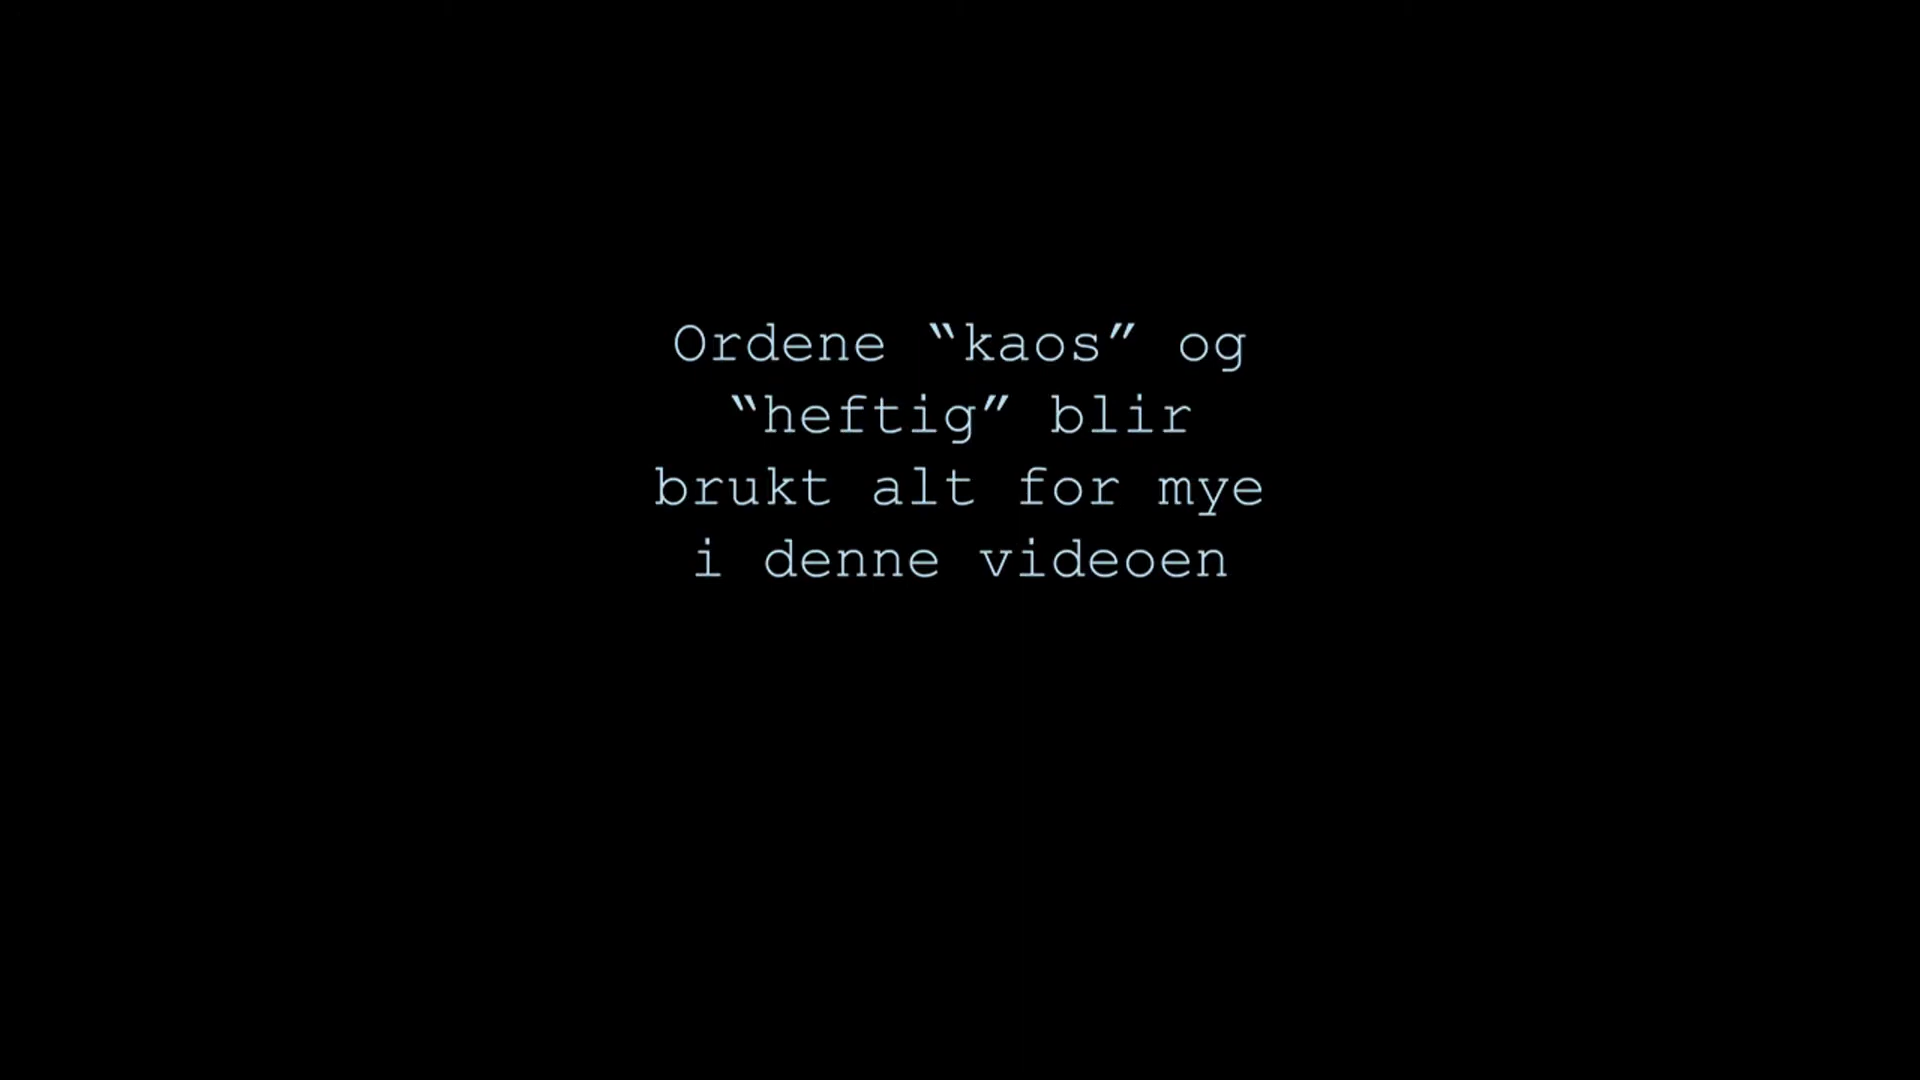 Ordene “kaos” og
“heftig” blir
brukt alt for mye
i denne videoen